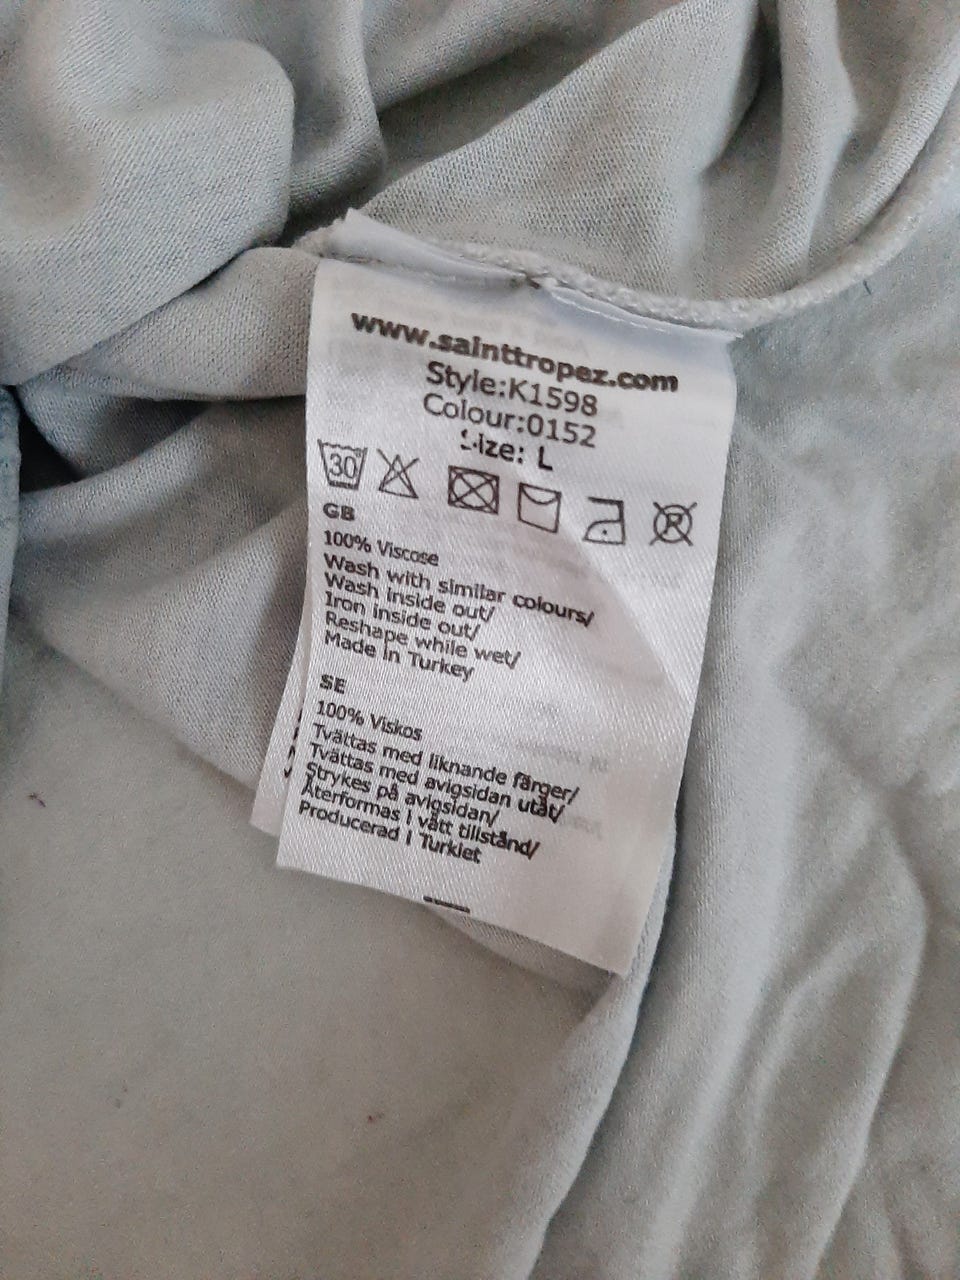 www.sainttropez.com
Style:K1598
Colour:0152
Size: L
30
GB
100% Viscose
Wash with similar colours/
Wash inside out/
Iron inside out/
Reshape while wet/
Made in Turkey
SE
100% Viskos
Tvättas med liknande färger/
Tvättas med avigsidan utåt/
Strykes på avigsidan/
Återformas i vått tillstånd/
Producerad i Turkiet